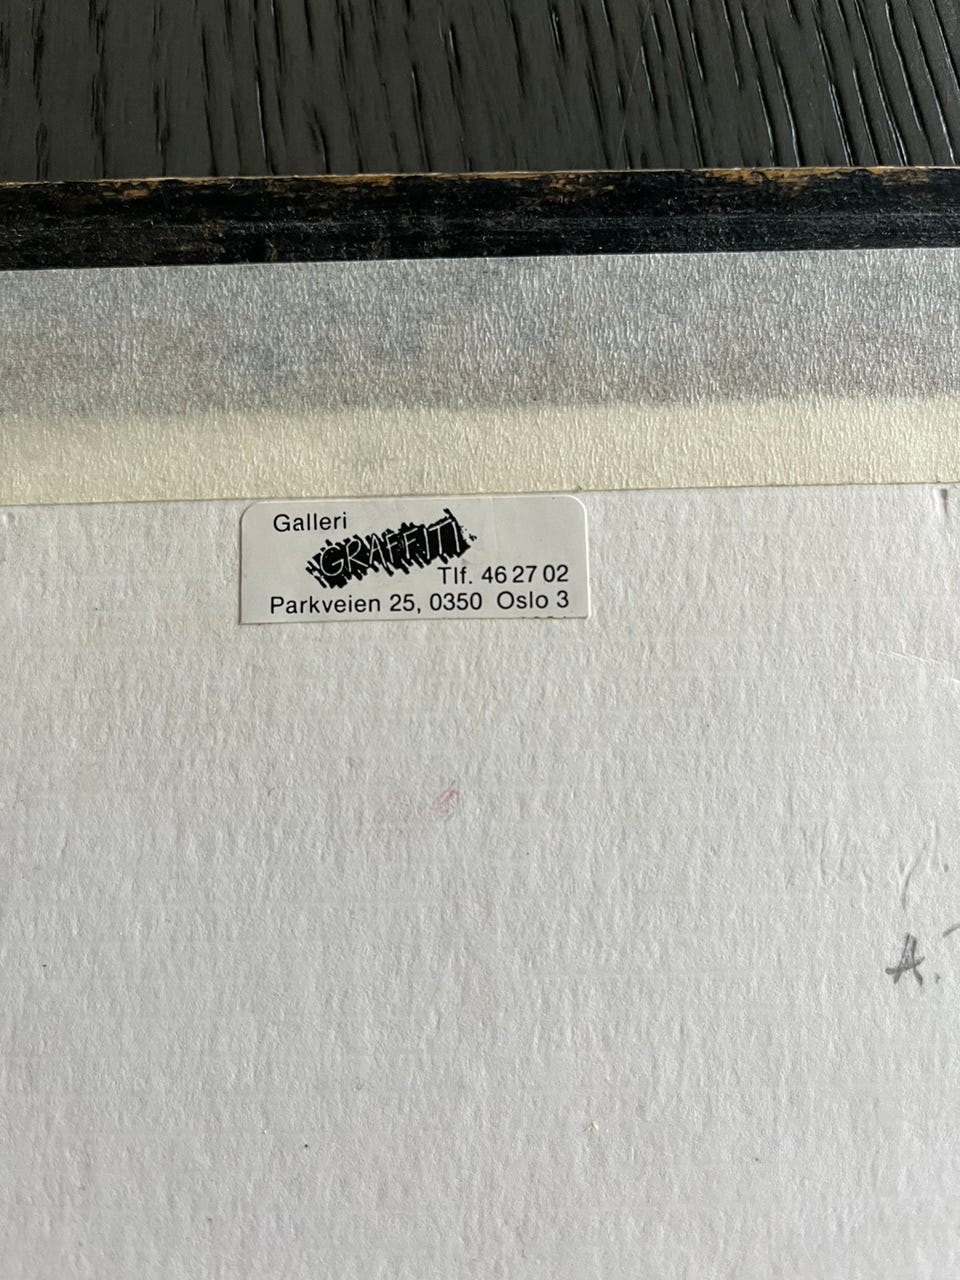 Galleri
GRAFFITI
Tlf. 46 27 02
Parkveien 25, 0350 Oslo 3
A.